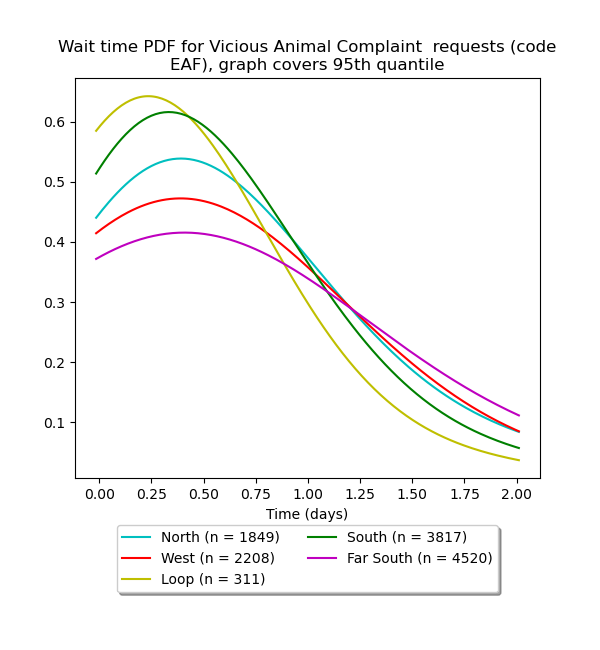 Wait time PDF for Vicious Animal Complaint  requests (code
EAF), graph covers 95th quantile
0.6
0.5
0.4
0.3
0.2
0.1
0.00 0.25 0.50 0.75 1.00 1.25 1.50 1.75 2.00
Time (days)
North (n = 1849) South (n = 3817)
West (n = 2208) Far South (n = 4520)
Loop (n = 311)